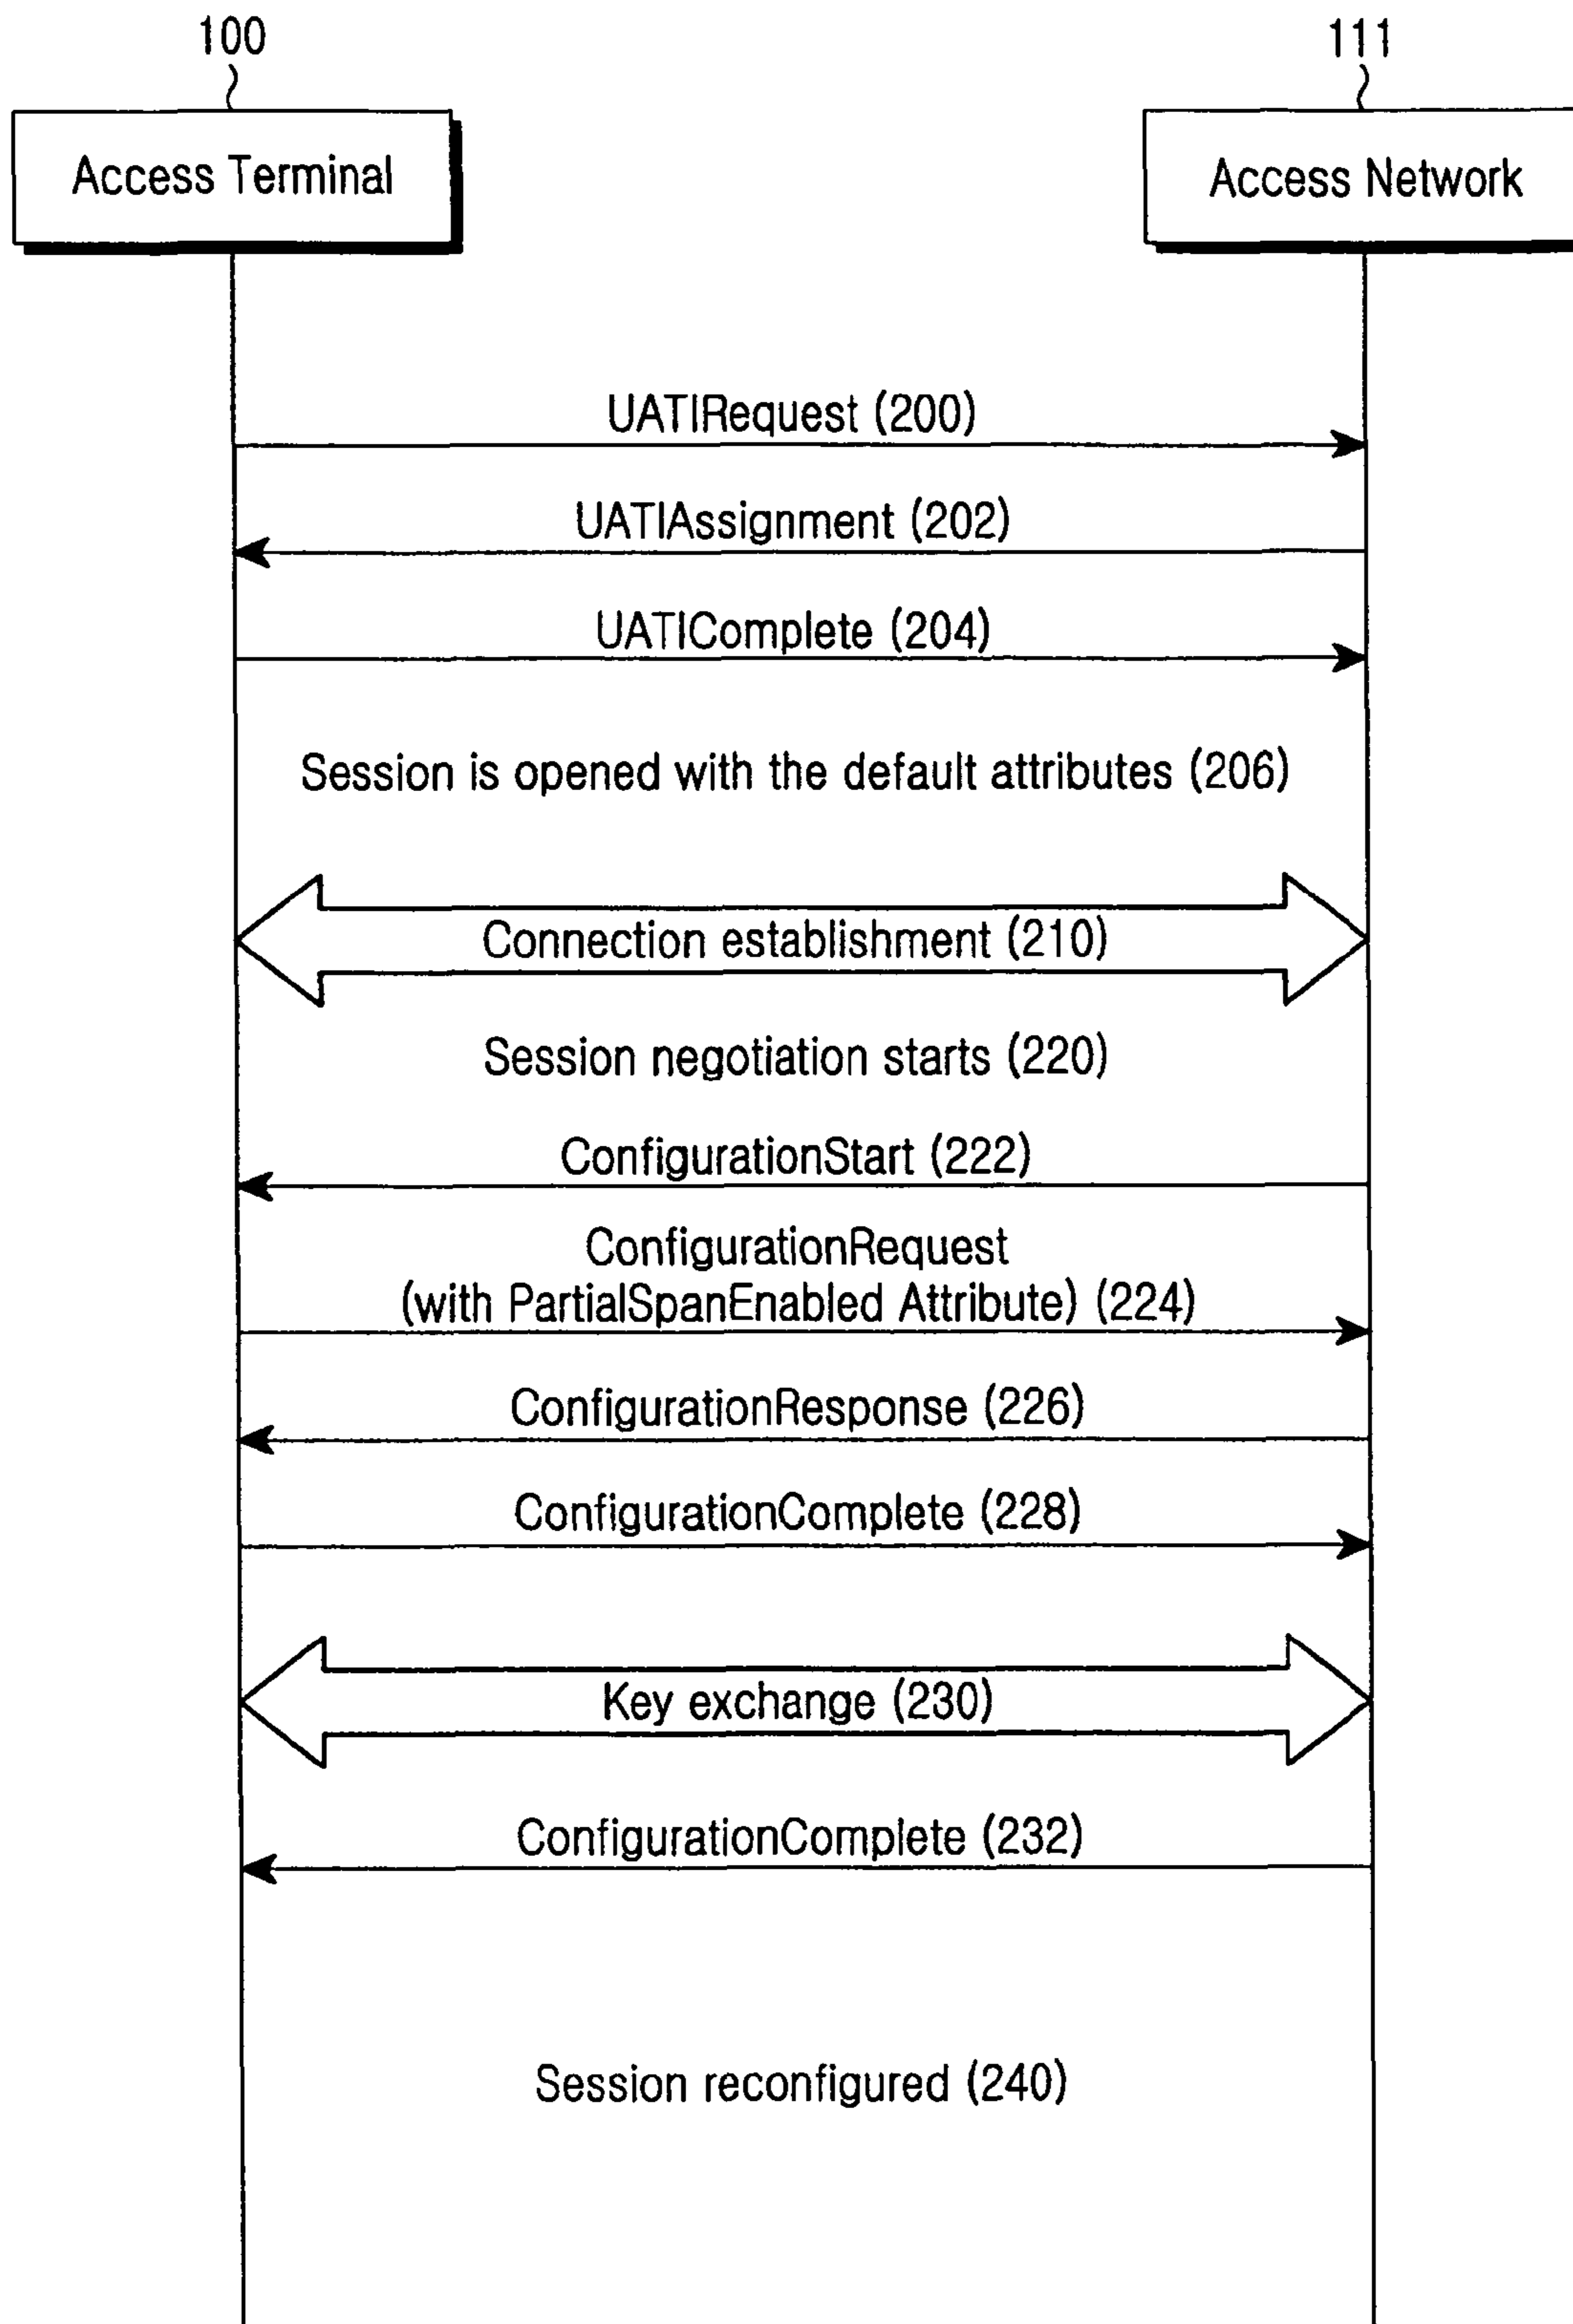 100
111
Access Terminal
Access Network
UATIRequest (200)
UATIAssignment (202)
UATIComplete (204)
Session is opened with the default attributes (206)
Connection establishment (210)
Session negotiation starts (220)
ConfigurationStart (222)
ConfigurationRequest
(with PartialSpanEnabled Attribute) (224)
ConfigurationResponse (226)
ConfigurationComplete (228)
Key exchange (230)
ConfigurationComplete (232)
Session reconfigured (240)